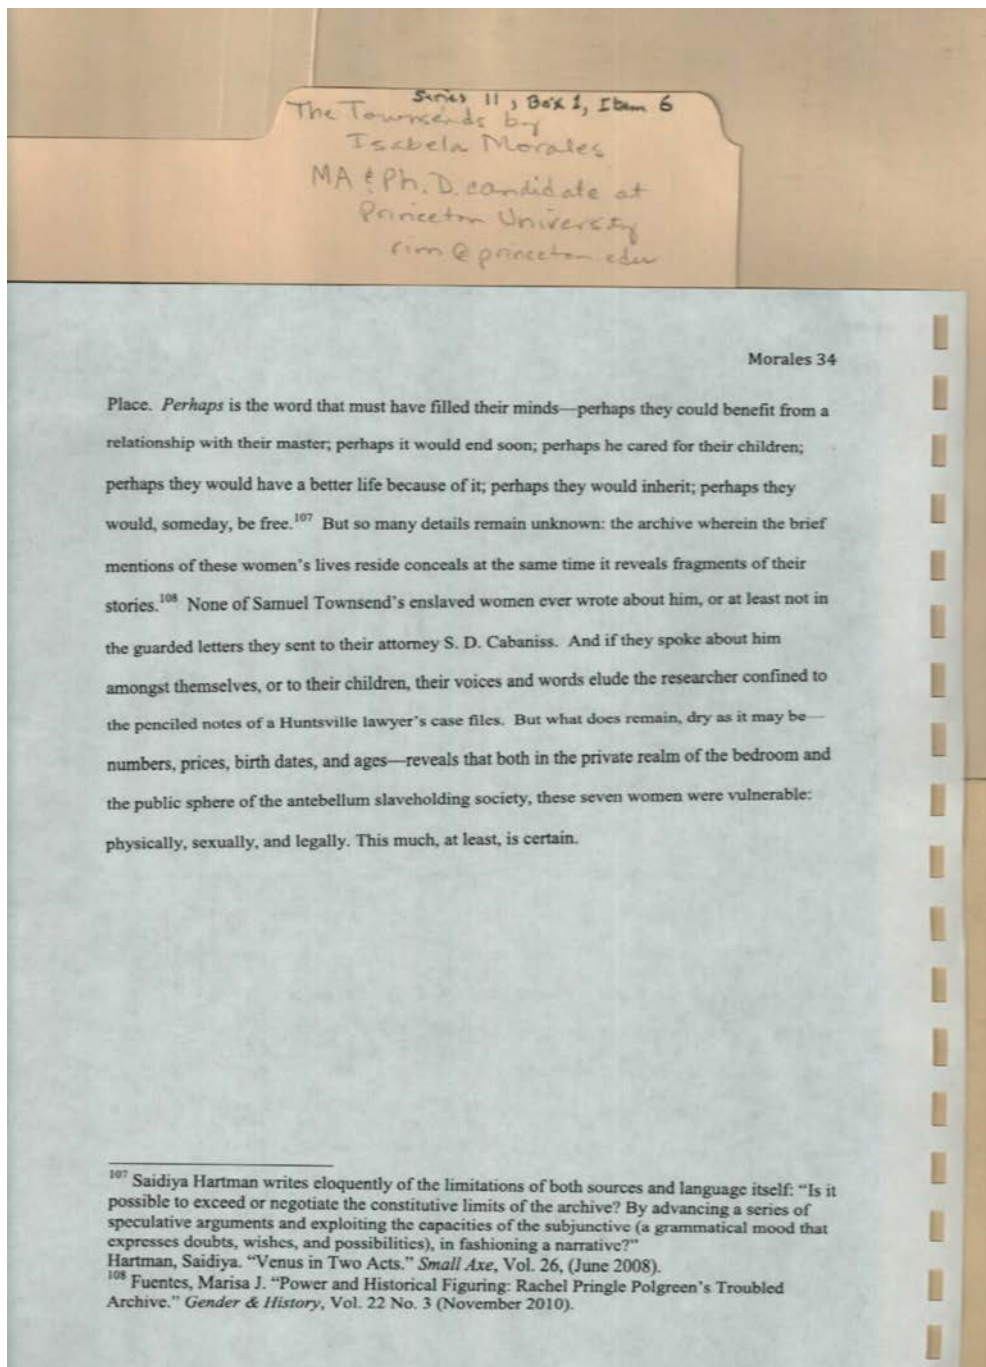 Series II, Box 1, Item 6
The Townsends by
Isabela Morales
MA & Ph.D. candidate at
Princeton University
@princeton.edu
Morales 34
Place. Perhaps is the word that must have filled their minds—perhaps they could benefit from a
relationship with their master; perhaps it would end soon; perhaps he cared for their children;
perhaps they would have a better life because of it; perhaps they would inherit; perhaps they
would, someday, be free.107 But so many details remain unknown: the archive wherein the brief
mentions of these women's lives reside conceals at the same time it reveals fragments of their
stories.108 None of Samuel Townsend's enslaved women ever wrote about him, or at least not in
the guarded letters they sent to their attorney S. D. Cabaniss. And if they spoke about him
amongst themselves, or to their children, their voices and words elude the researcher confined to
the penciled notes of a Huntsville lawyer's case files. But what does remain, dry as it may be—
numbers, prices, birth dates, and ages—reveals that both in the private realm of the bedroom and
the public sphere of the antebellum slaveholding society, these seven women were vulnerable:
physically, sexually, and legally. This much, at least, is certain.
107 Saidiya Hartman writes eloquently of the limitations of both sources and language itself: "Is it
possible to exceed or negotiate the constitutive limits of the archive? By advancing a series of
speculative arguments and exploiting the capacities of the subjunctive (a grammatical mood that
expresses doubts, wishes, and possibilities), in fashioning a narrative?"
Hartman, Saidiya. "Venus in Two Acts." Small Axe, Vol. 26, (June 2008).
108 Fuentes, Marisa J. "Power and Historical Figuring: Rachel Pringle Polgreen's Troubled
Archive." Gender & History, Vol. 22 No. 3 (November 2010).